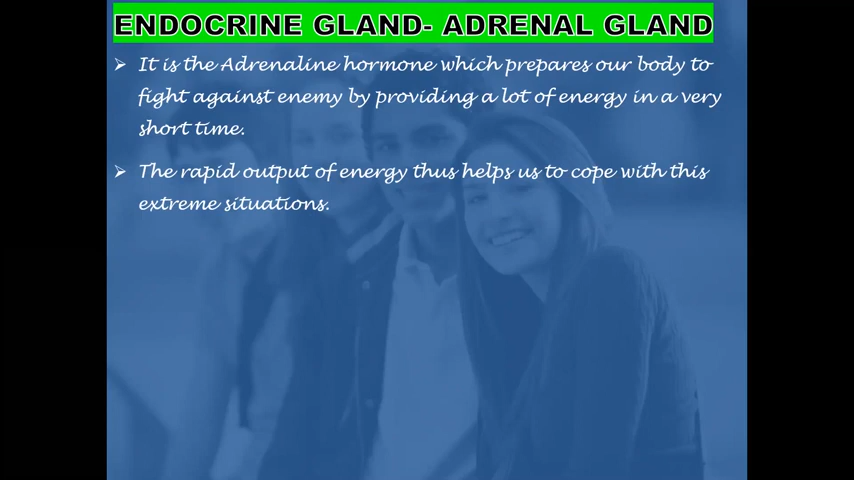 ENDOCRINE GLAND- ADRENAL GLAND
➢ It is the Adrenaline hormone which prepares our body to
fight against enemy by providing a lot of energy in a very
short time.
➢ The rapid output of energy thus helps us to cope with this
extreme situations.